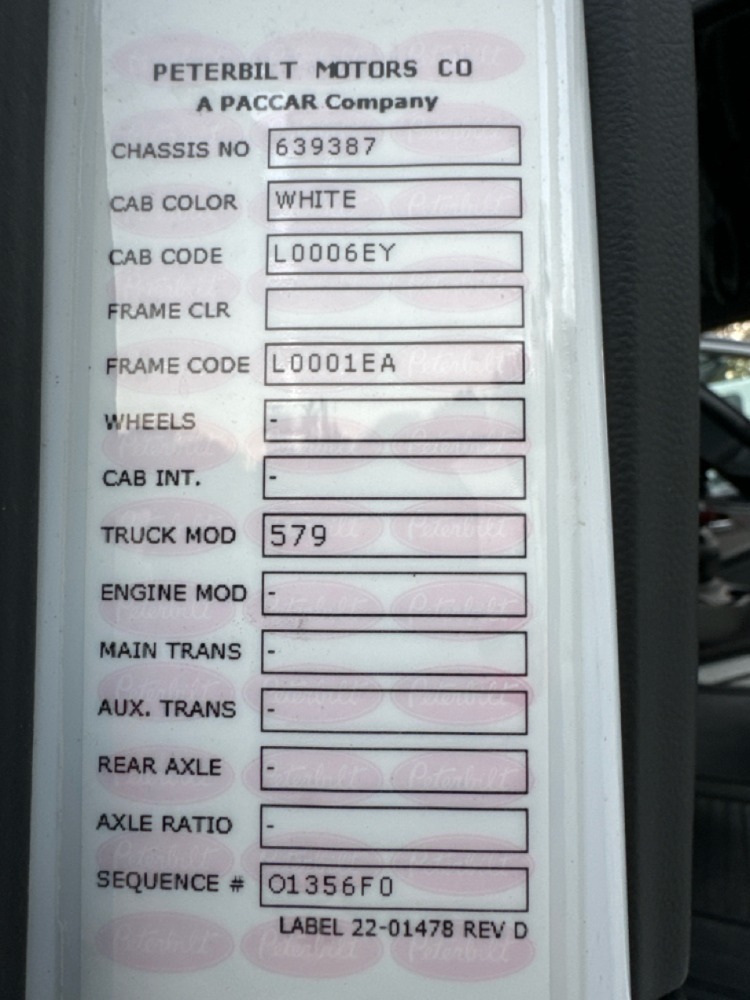 PETERBILT MOTORS CO
A PACCAR Company
CHASSIS NO 639387
CAB COLOR WHITE
CAB CODE L0006EY
FRAME CLR
FRAME CODE L0001EA
WHEELS -
CAB INT. -
TRUCK MOD 579
ENGINE MOD -
MAIN TRANS -
AUX. TRANS -
REAR AXLE -
AXLE RATIO -
SEQUENCE # O1356F0
LABEL 22-01478 REV D